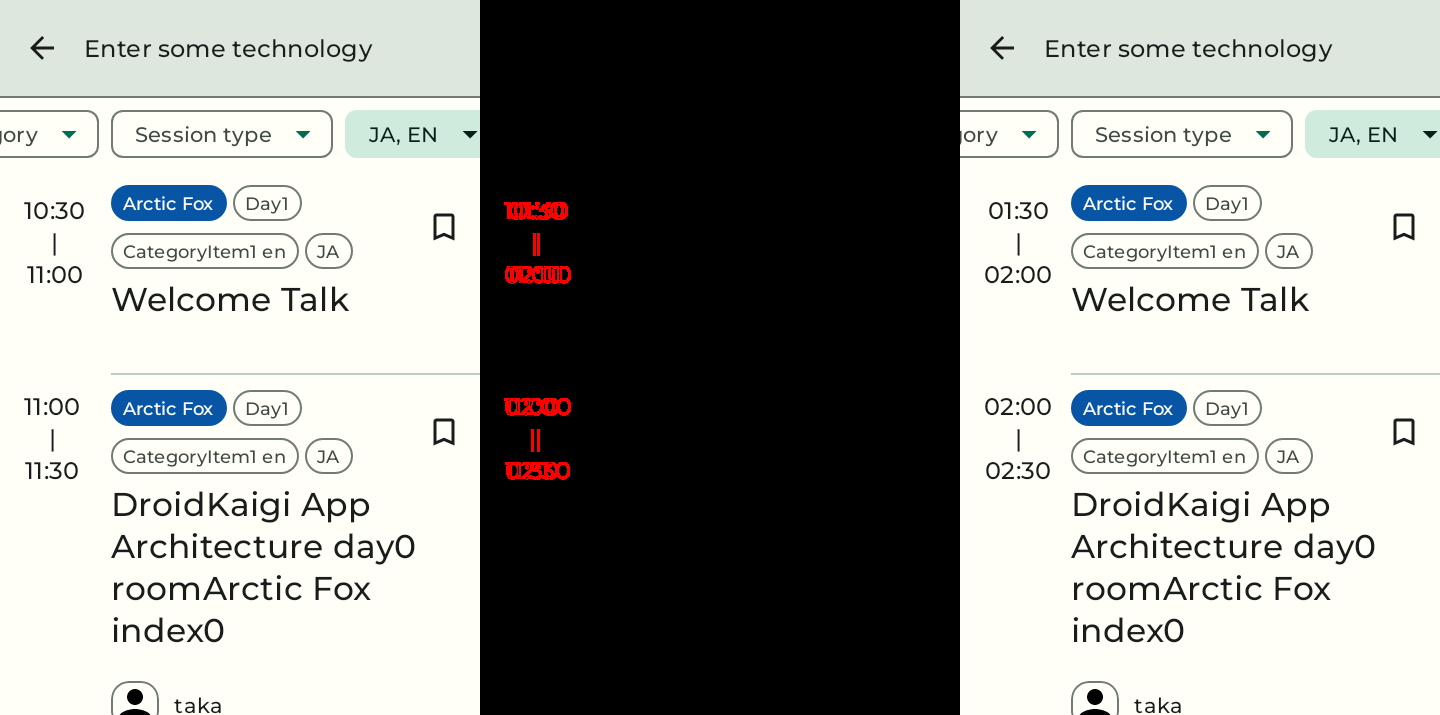 Enter some technology
gory Session type JA, EN
10:30
|
11:00
Arctic Fox Day1
CategoryItem1 en JA
Welcome Talk
11:00
|
11:30
Arctic Fox Day1
CategoryItem1 en JA
DroidKaigi App
Architecture day0
roomArctic Fox
index0
taka
Enter some technology
gory Session type JA, EN
01:30
|
02:00
Arctic Fox Day1
CategoryItem1 en JA
Welcome Talk
02:00
|
02:30
Arctic Fox Day1
CategoryItem1 en JA
DroidKaigi App
Architecture day0
roomArctic Fox
index0
taka